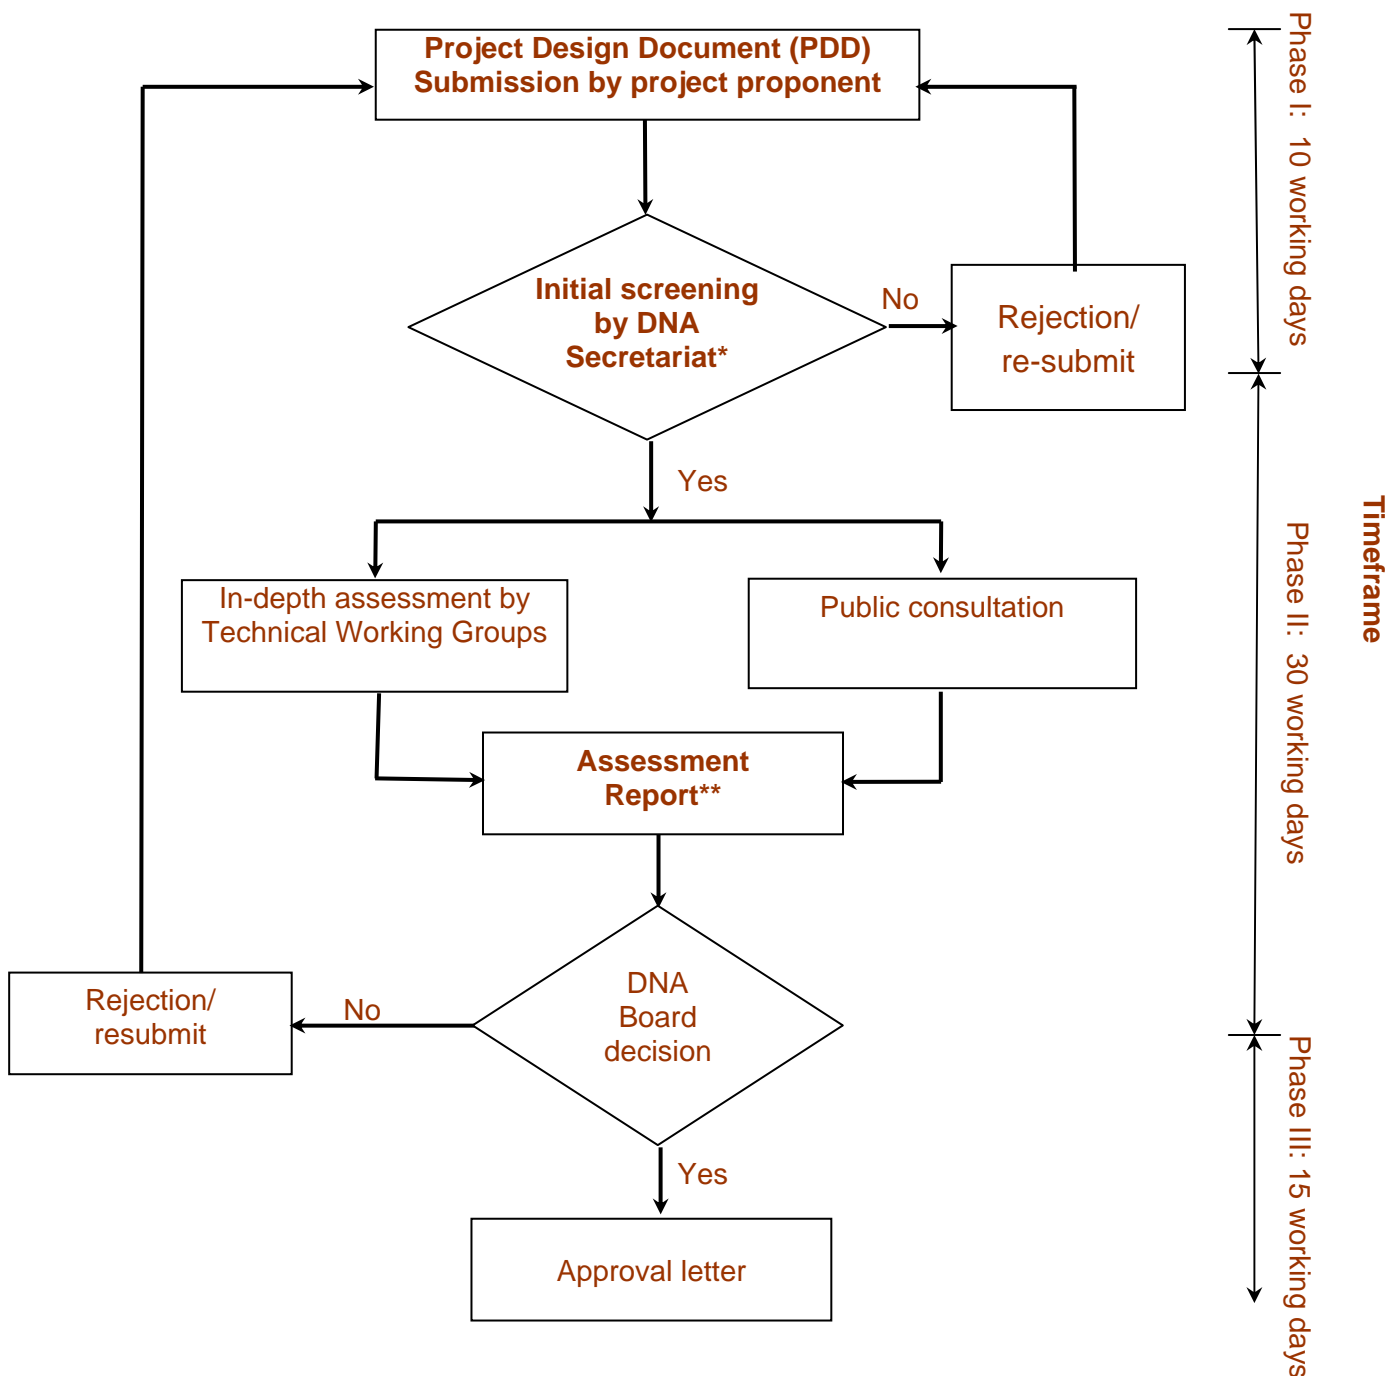 Project Design Document (PDD)
Submission by project proponent
Initial screening
by DNA
Secretariat*
No
Rejection/
re-submit
Yes
In-depth assessment by
Technical Working Groups
Public consultation
Assessment
Report**
DNA
Board
decision
No
Rejection/
resubmit
Yes
Approval letter
Phase I:  10 working days
Phase II:  30 working days
Phase III: 15 working days
Timeframe